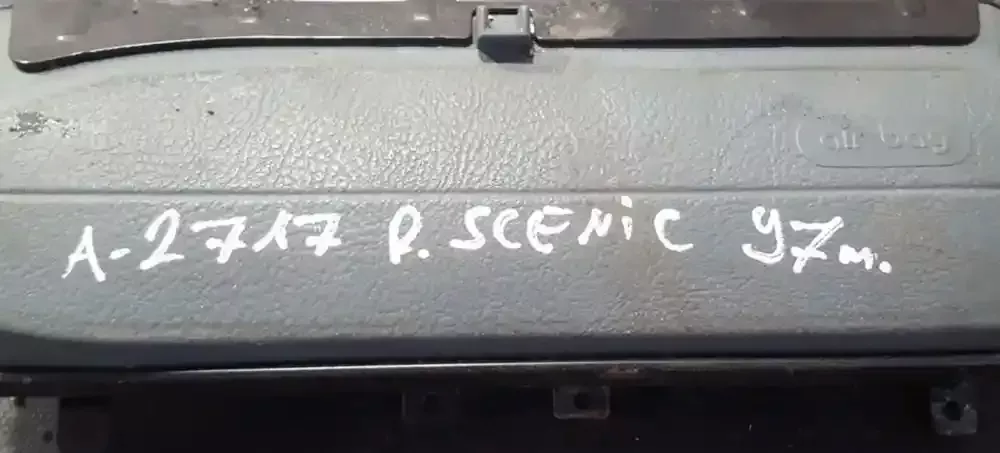 air bag
A-2717 R. SCENiC 97m.